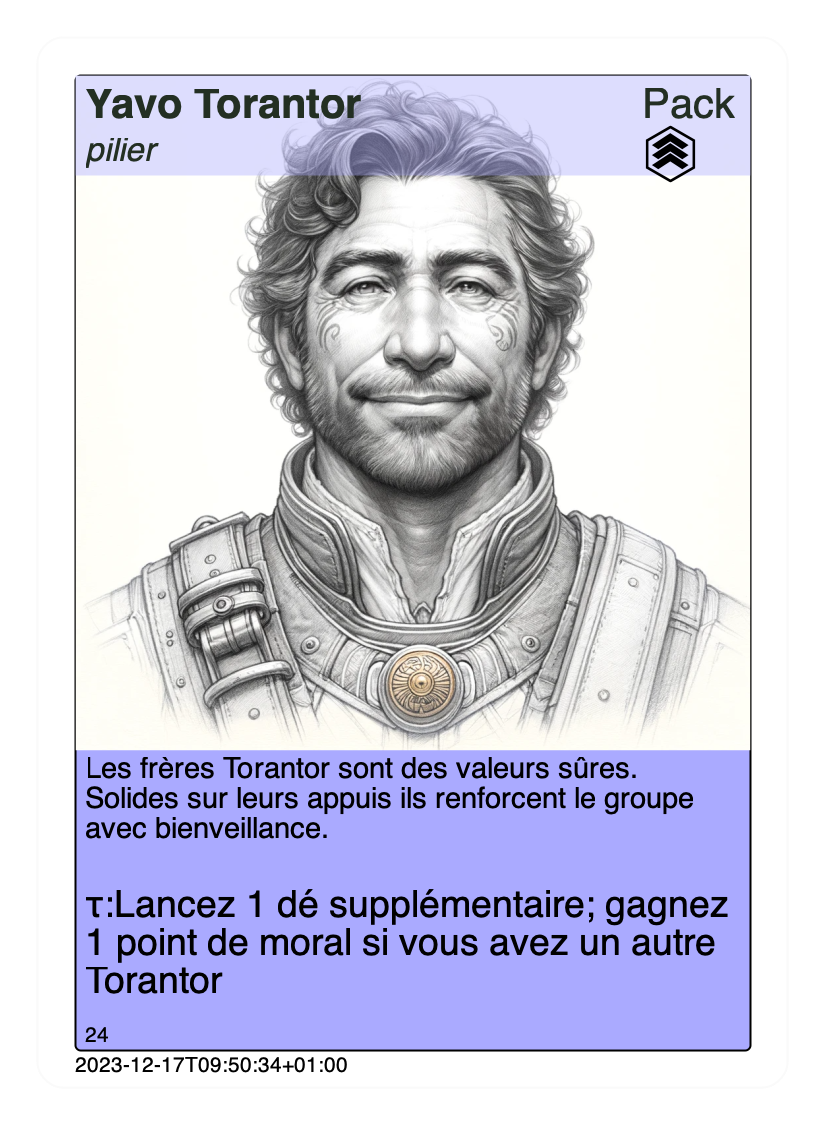 Yavo Torantor
Pack
pilier
Les frères Torantor sont des valeurs sûres.
Solides sur leurs appuis ils renforcent le groupe
avec bienveillance.
τ:Lancez 1 dé supplémentaire; gagnez
1 point de moral si vous avez un autre
Torantor
24
2023-12-17T09:50:34+01:00